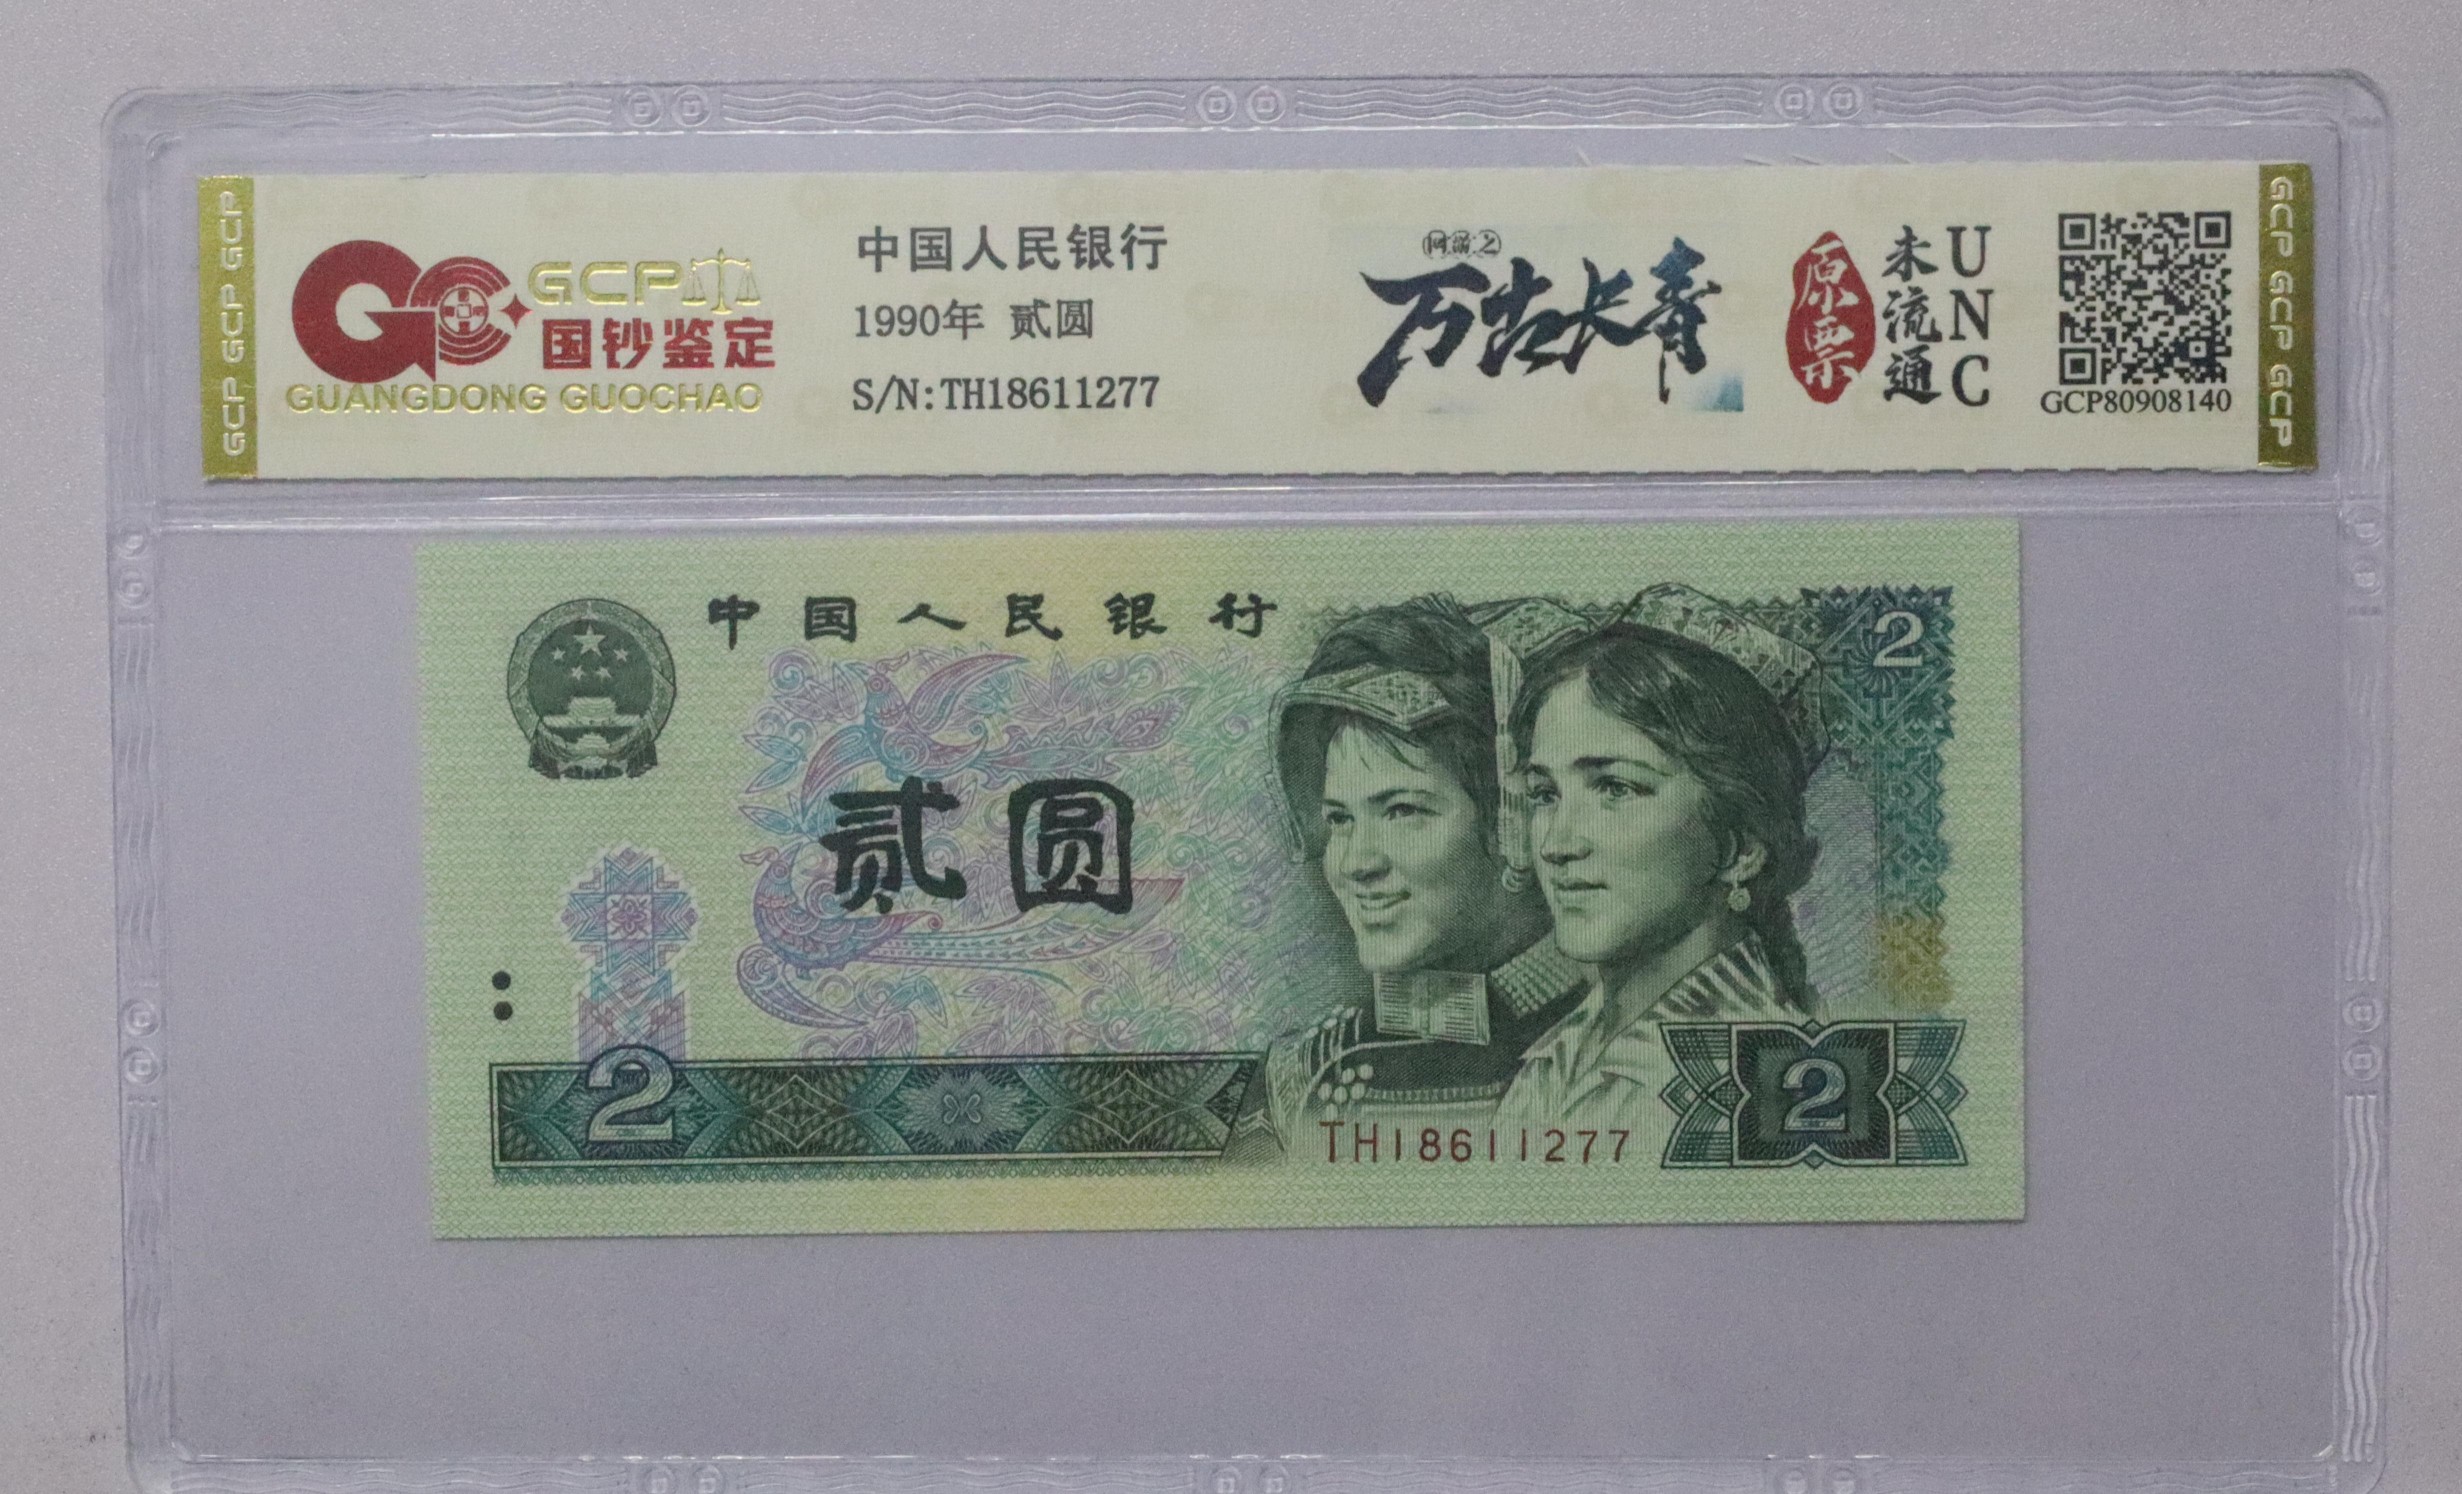 GCP GCP GCP
GCP
国钞鉴定
GUANGDONG GUOCHAO
中国人民银行
1990年 贰圆
S/N:TH18611277
万古长青
原票
未流通
UNC
GCP80908140
GCP GCP GCP
中国人民银行
2
贰圆
2
TH18611277
2